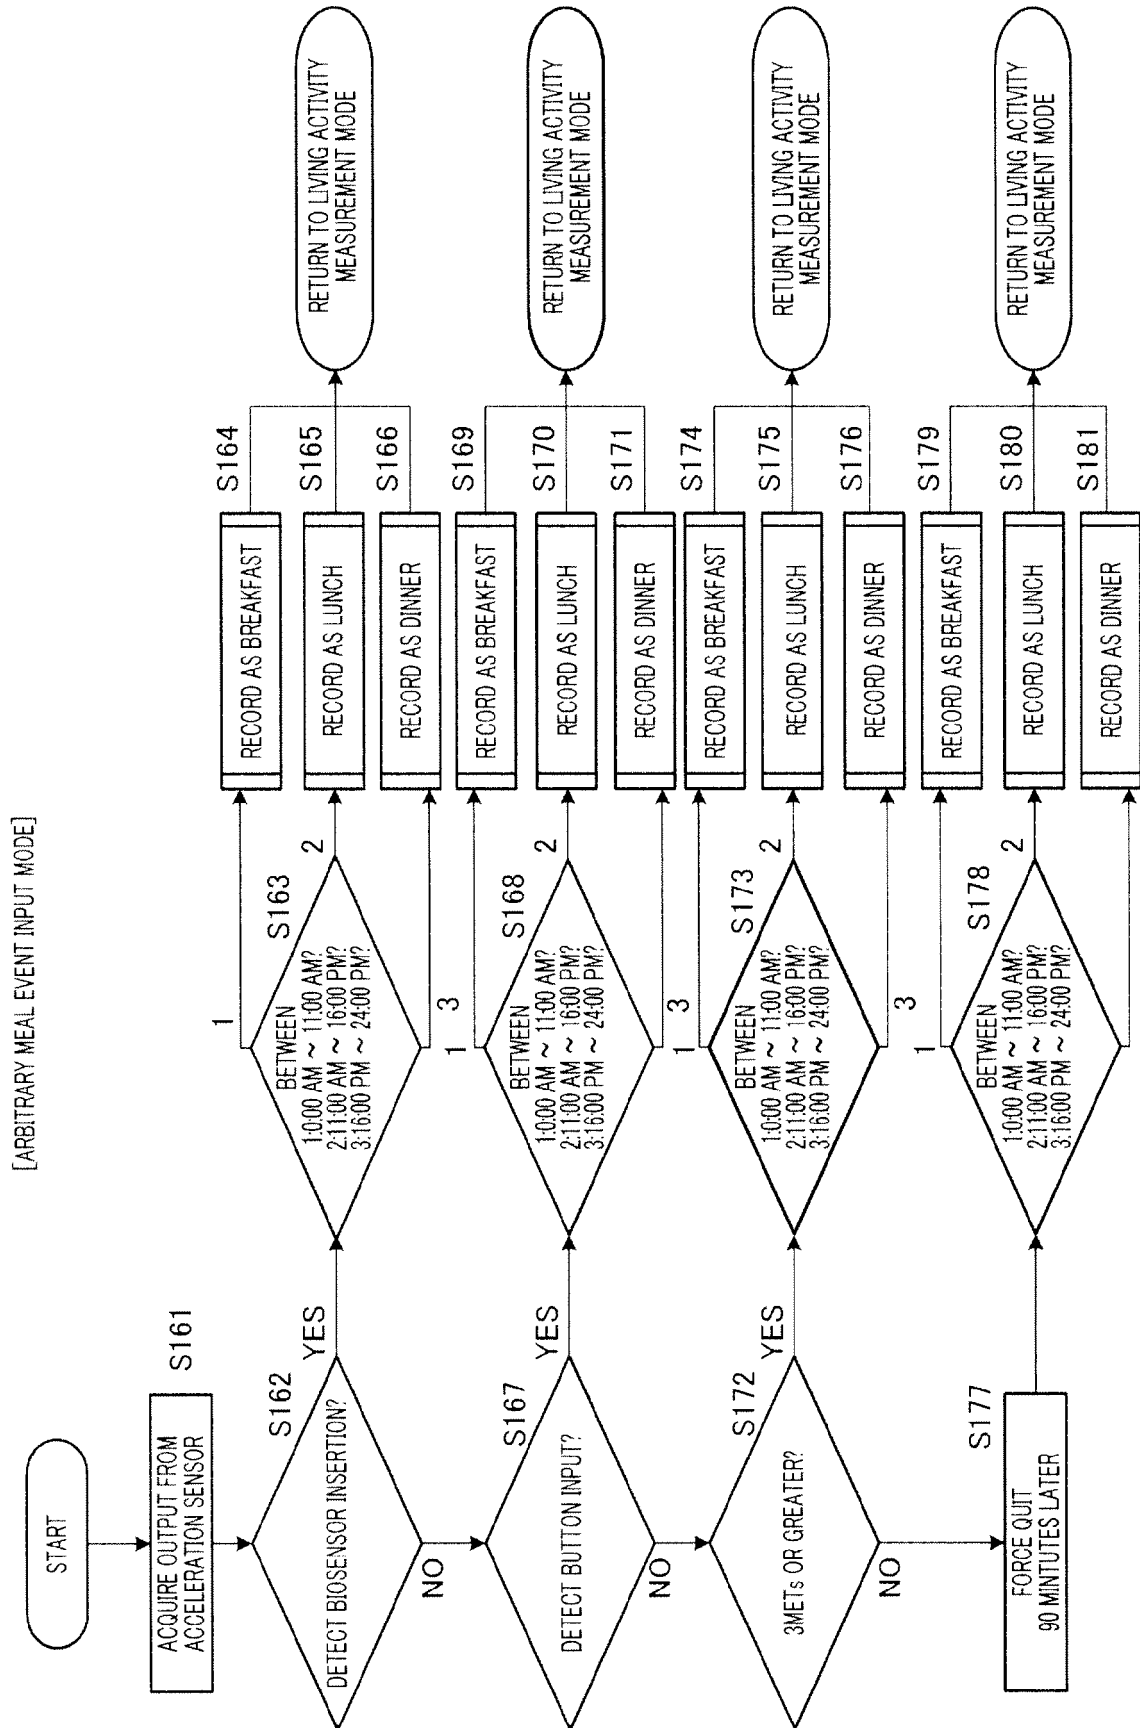 [ARBITRARY MEAL EVENT INPUT MODE]
START
ACQUIRE OUTPUT FROM
ACCELERATION SENSOR
S161
DETECT BIOSENSOR INSERTION?
S162
YES
NO
BETWEEN
1:0:00 AM ~ 11:00 AM?
2:11:00 AM ~ 16:00 PM?
3:16:00 PM ~ 24:00 PM?
S163
1
2
3
RECORD AS BREAKFAST
S164
RECORD AS LUNCH
S165
RECORD AS DINNER
S166
RETURN TO LIVING ACTIVITY
MEASUREMENT MODE
DETECT BUTTON INPUT?
S167
YES
NO
BETWEEN
1:0:00 AM ~ 11:00 AM?
2:11:00 AM ~ 16:00 PM?
3:16:00 PM ~ 24:00 PM?
S168
1
2
3
RECORD AS BREAKFAST
S169
RECORD AS LUNCH
S170
RECORD AS DINNER
S171
RETURN TO LIVING ACTIVITY
MEASUREMENT MODE
3METs OR GREATER?
S172
YES
NO
BETWEEN
1:0:00 AM ~ 11:00 AM?
2:11:00 AM ~ 16:00 PM?
3:16:00 PM ~ 24:00 PM?
S173
1
2
3
RECORD AS BREAKFAST
S174
RECORD AS LUNCH
S175
RECORD AS DINNER
S176
RETURN TO LIVING ACTIVITY
MEASUREMENT MODE
FORCE QUIT
90 MINTUTES LATER
S177
BETWEEN
1:0:00 AM ~ 11:00 AM?
2:11:00 AM ~ 16:00 PM?
3:16:00 PM ~ 24:00 PM?
S178
1
2
RECORD AS BREAKFAST
S179
RECORD AS LUNCH
S180
RECORD AS DINNER
S181
RETURN TO LIVING ACTIVITY
MEASUREMENT MODE